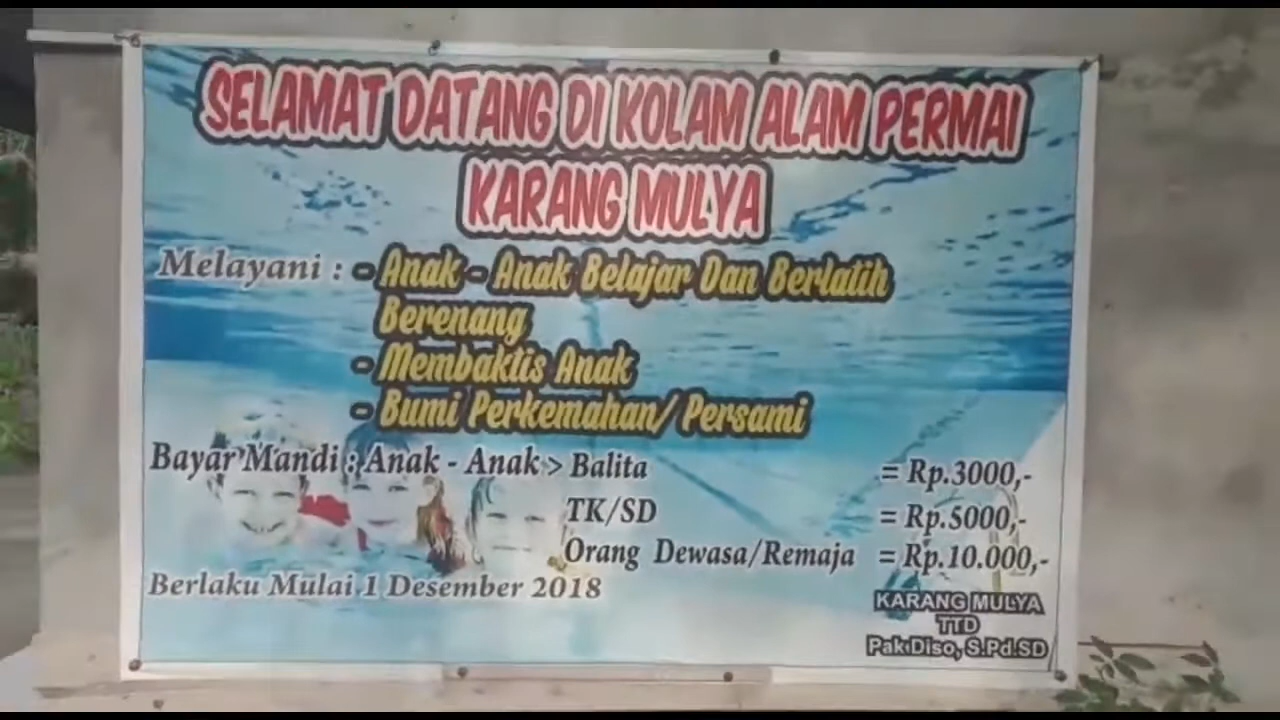 SELAMAT DATANG DI KOLAM ALAM PERMAI
KARANG MULYA
Melayani : - Anak - Anak Belajar Dan Berlatih
Berenang
- Membaktis Anak
- Bumi Perkemahan/ Persami
Bayar Mandi : Anak - Anak > Balita = Rp.3000,-
TK/SD = Rp.5000,-
Orang Dewasa/Remaja = Rp.10.000,-
Berlaku Mulai 1 Desember 2018
KARANG MULYA
TTD
Pak Diso, S.Pd.SD